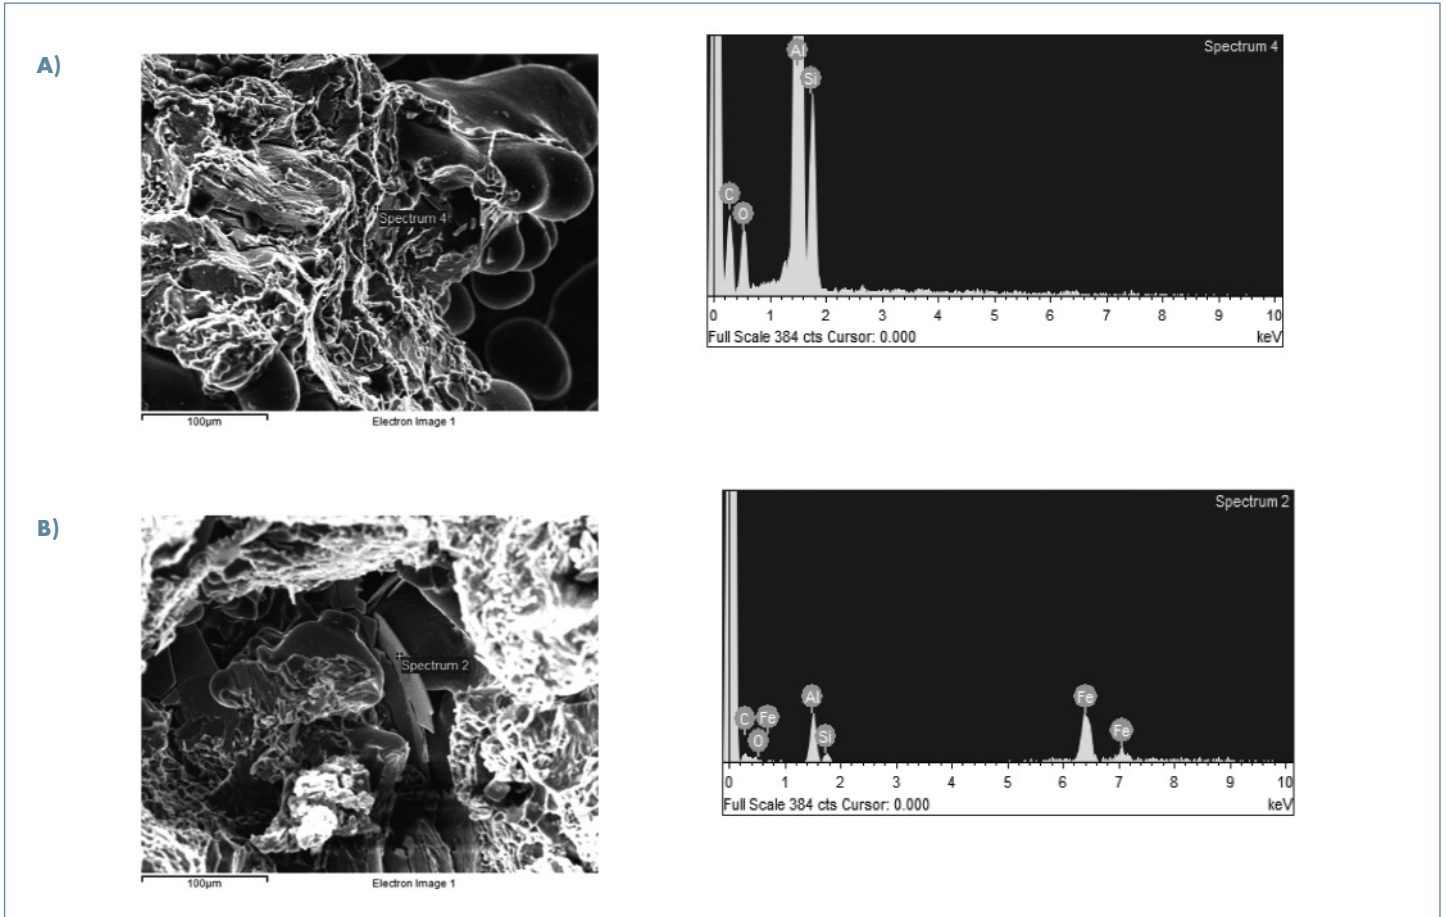 A)
Spectrum 4
100µm
Electron Image 1
Spectrum 4
Al
Si
C
O
0 1 2 3 4 5 6 7 8 9 10
Full Scale 384 cts Cursor: 0.000 keV
B)
Spectrum 2
100µm
Electron Image 1
Spectrum 2
Al
Fe
C Fe
Fe
Si
O
0 1 2 3 4 5 6 7 8 9 10
Full Scale 384 cts Cursor: 0.000 keV